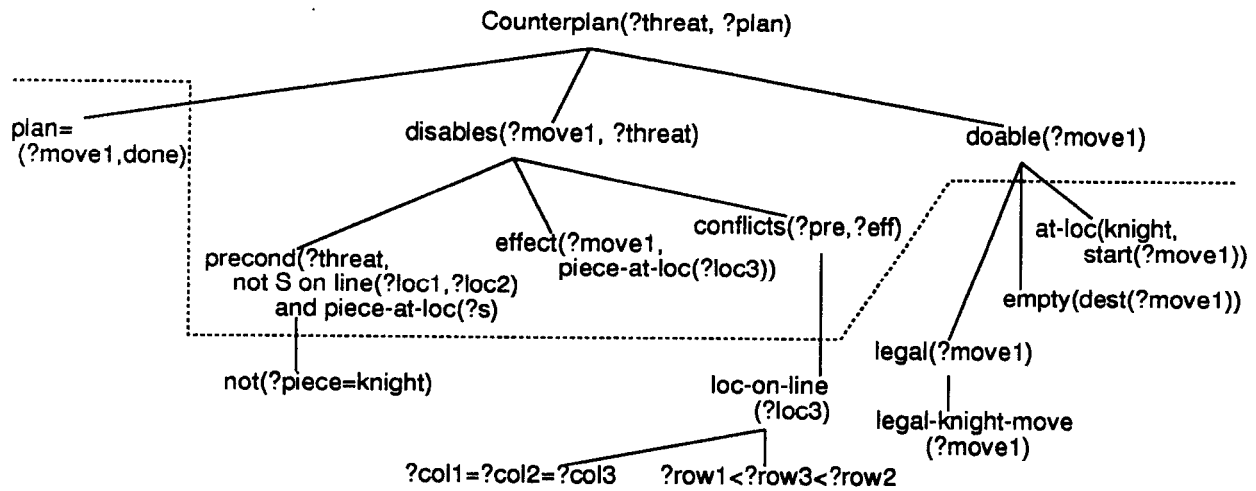 Counterplan(?threat, ?plan)
plan=
(?move1,done)
disables(?move1, ?threat)
doable(?move1)
precond(?threat,
not S on line(?loc1,?loc2)
and piece-at-loc(?s)
effect(?move1,
piece-at-loc(?loc3))
conflicts(?pre,?eff)
at-loc(knight,
start(?move1))
empty(dest(?move1))
legal(?move1)
not(?piece=knight)
loc-on-line
(?loc3)
legal-knight-move
(?move1)
?col1=?col2=?col3
?row1<?row3<?row2